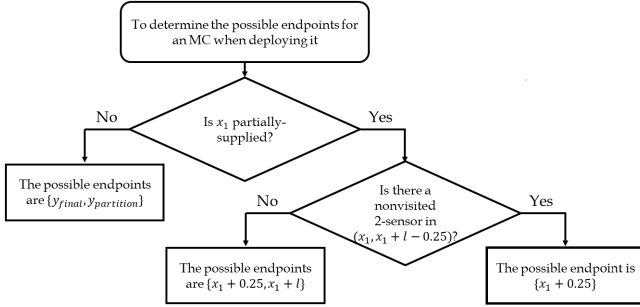 To determine the possible endpoints for
an MC when deploying it
No
Is x₁ partially-
supplied?
Yes
The possible endpoints
are {y_final, y_partition}
No
Is there a
nonvisited
2-sensor in
(x₁, x₁ + l − 0.25)?
Yes
The possible endpoints
are {x₁ + 0.25, x₁ + l}
The possible endpoint is
{x₁ + 0.25}